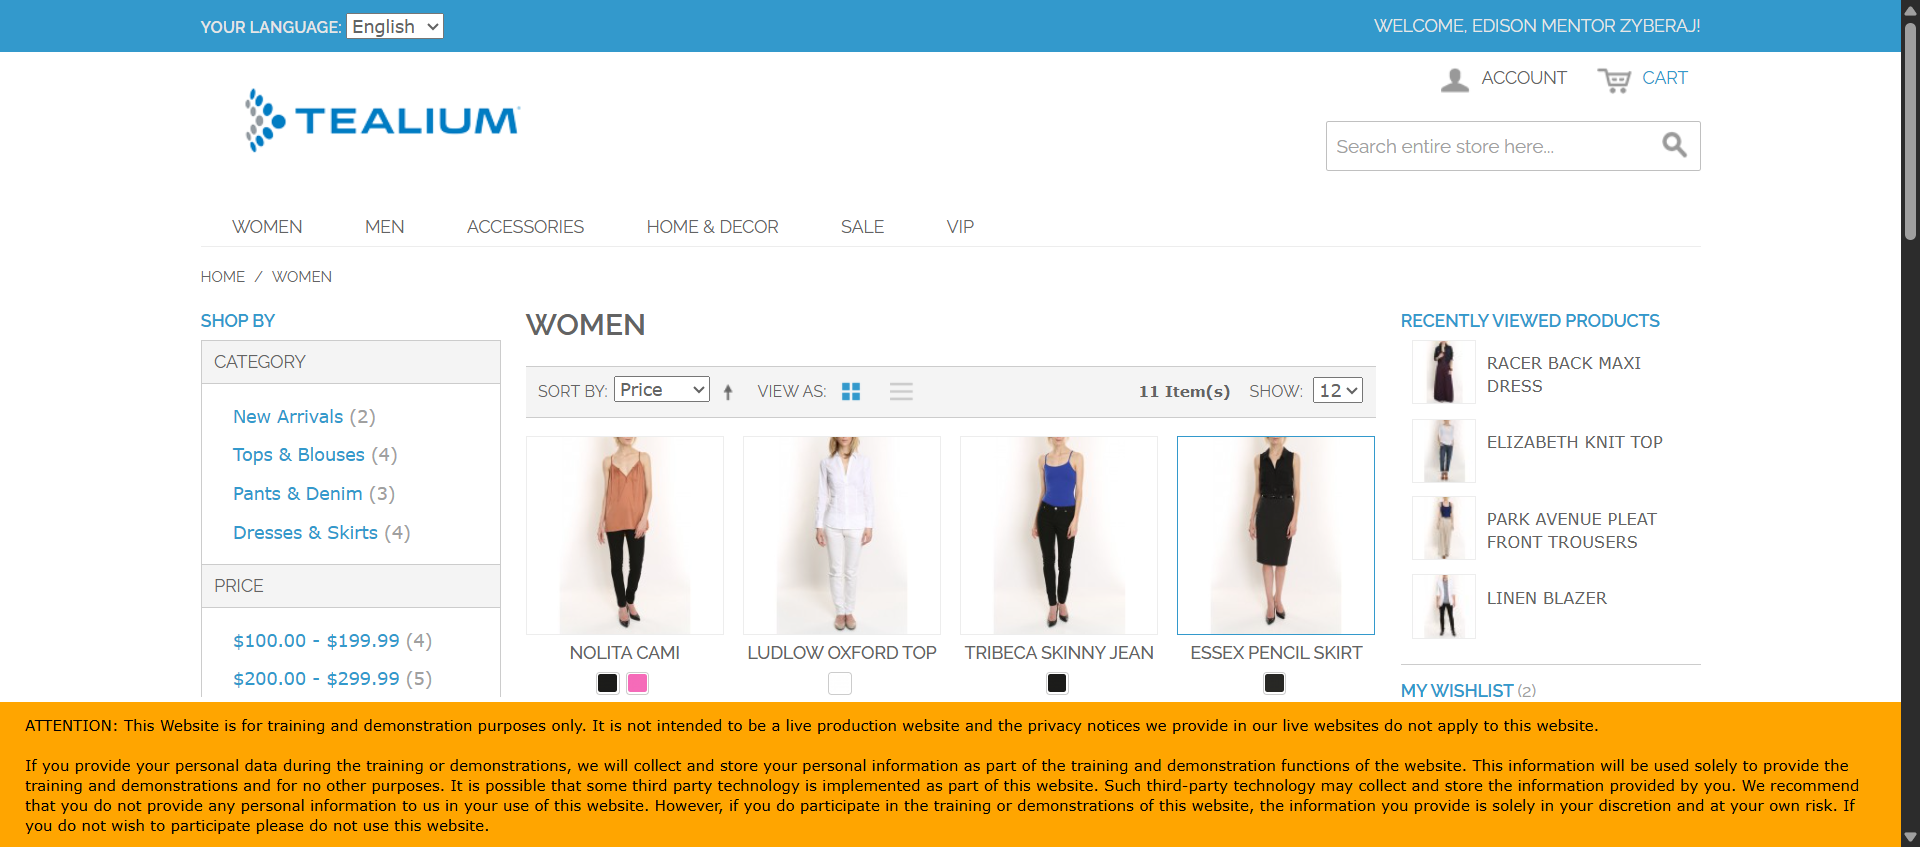 YOUR LANGUAGE: English
WELCOME, EDISON MENTOR ZYBERAJ!
TEALIUM
ACCOUNT
CART
Search entire store here...
WOMEN
MEN
ACCESSORIES
HOME & DECOR
SALE
VIP
HOME / WOMEN
SHOP BY
CATEGORY
New Arrivals (2)
Tops & Blouses (4)
Pants & Denim (3)
Dresses & Skirts (4)
PRICE
$100.00 - $199.99 (4)
$200.00 - $299.99 (5)
WOMEN
SORT BY: Price
VIEW AS:
11 Item(s)
SHOW: 12
NOLITA CAMI
LUDLOW OXFORD TOP
TRIBECA SKINNY JEAN
ESSEX PENCIL SKIRT
RECENTLY VIEWED PRODUCTS
RACER BACK MAXI
DRESS
ELIZABETH KNIT TOP
PARK AVENUE PLEAT
FRONT TROUSERS
LINEN BLAZER
MY WISHLIST (2)
ATTENTION: This Website is for training and demonstration purposes only. It is not intended to be a live production website and the privacy notices we provide in our live websites do not apply to this website.
If you provide your personal data during the training or demonstrations, we will collect and store your personal information as part of the training and demonstration functions of the website. This information will be used solely to provide the
training and demonstrations and for no other purposes. It is possible that some third party technology is implemented as part of this website. Such third-party technology may collect and store the information provided by you. We recommend
that you do not provide any personal information to us in your use of this website. However, if you do participate in the training or demonstrations of this website, the information you provide is solely in your discretion and at your own risk. If
you do not wish to participate please do not use this website.